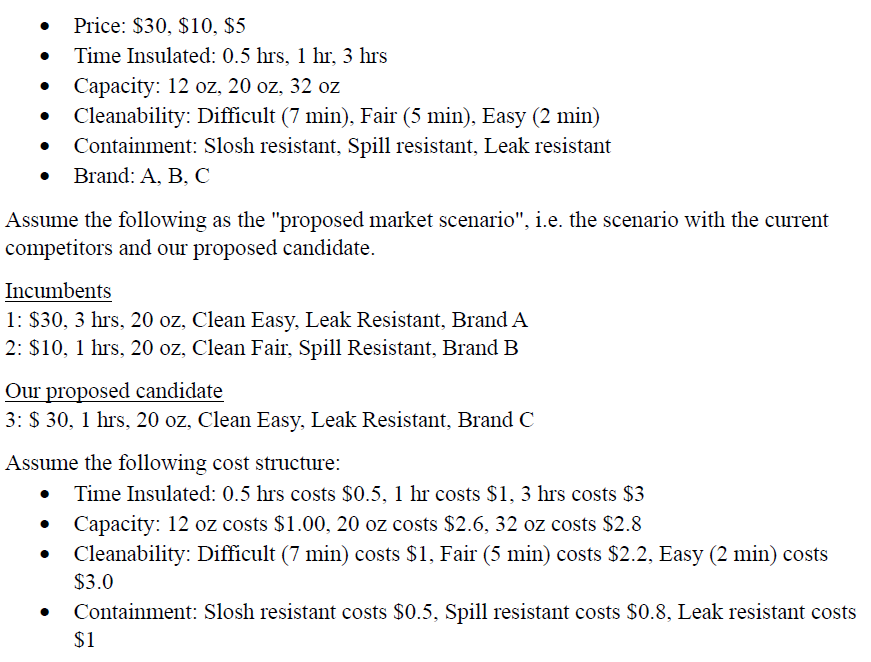 • Price: $30, $10, $5
• Time Insulated: 0.5 hrs, 1 hr, 3 hrs
• Capacity: 12 oz, 20 oz, 32 oz
• Cleanability: Difficult (7 min), Fair (5 min), Easy (2 min)
• Containment: Slosh resistant, Spill resistant, Leak resistant
• Brand: A, B, C
Assume the following as the "proposed market scenario", i.e. the scenario with the current
competitors and our proposed candidate.
Incumbents
1: $30, 3 hrs, 20 oz, Clean Easy, Leak Resistant, Brand A
2: $10, 1 hrs, 20 oz, Clean Fair, Spill Resistant, Brand B
Our proposed candidate
3: $ 30, 1 hrs, 20 oz, Clean Easy, Leak Resistant, Brand C
Assume the following cost structure:
• Time Insulated: 0.5 hrs costs $0.5, 1 hr costs $1, 3 hrs costs $3
• Capacity: 12 oz costs $1.00, 20 oz costs $2.6, 32 oz costs $2.8
• Cleanability: Difficult (7 min) costs $1, Fair (5 min) costs $2.2, Easy (2 min) costs
$3.0
• Containment: Slosh resistant costs $0.5, Spill resistant costs $0.8, Leak resistant costs
$1